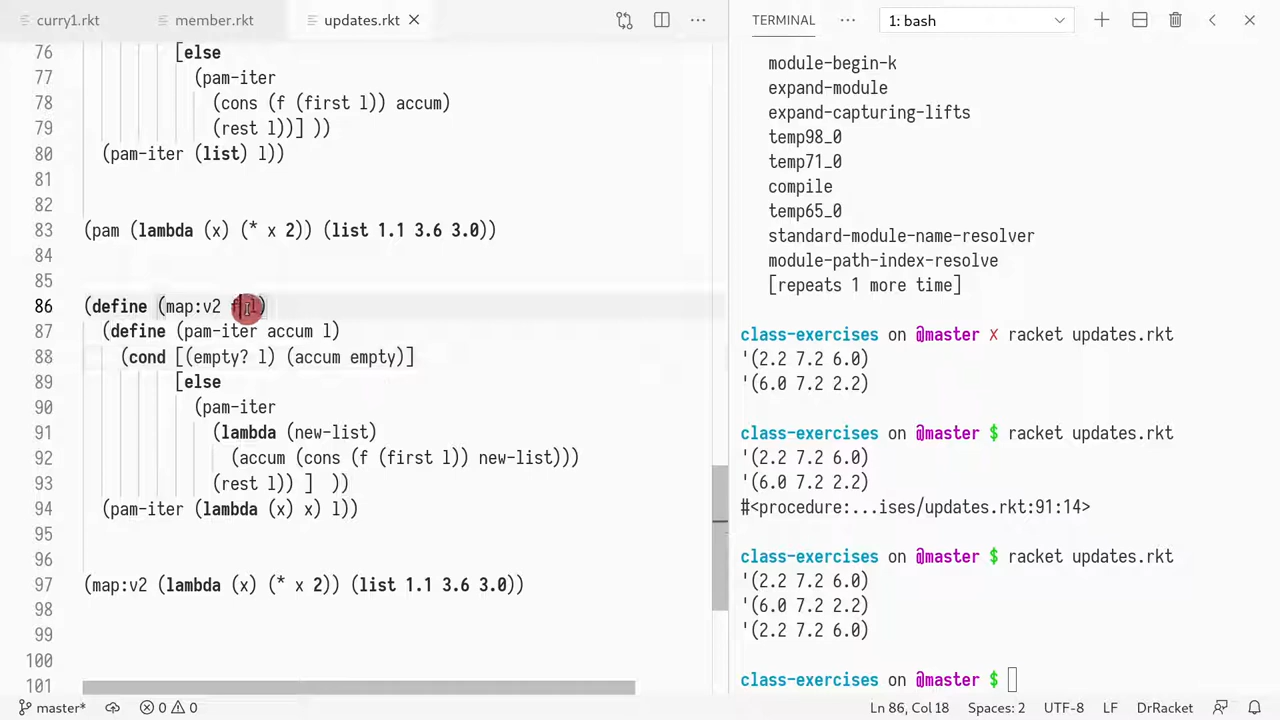 curry1.rkt member.rkt updates.rkt ×
76 [else
77 (pam-iter
78 (cons (f (first l)) accum)
79 (rest l))] ))
80 (pam-iter (list) l))
81
82
83 (pam (lambda (x) (* x 2)) (list 1.1 3.6 3.0))
84
85
86 (define (map:v2 f l)
87 (define (pam-iter accum l)
88 (cond [(empty? l) (accum empty)]
89 [else
90 (pam-iter
91 (lambda (new-list)
92 (accum (cons (f (first l)) new-list)))
93 (rest l)) ] ))
94 (pam-iter (lambda (x) x) l))
95
96
97 (map:v2 (lambda (x) (* x 2)) (list 1.1 3.6 3.0))
98
99
100
101
TERMINAL ··· 1: bash
module-begin-k
expand-module
expand-capturing-lifts
temp98_0
temp71_0
compile
temp65_0
standard-module-name-resolver
module-path-index-resolve
[repeats 1 more time]
class-exercises on @master X racket updates.rkt
'(2.2 7.2 6.0)
'(6.0 7.2 2.2)
class-exercises on @master $ racket updates.rkt
'(2.2 7.2 6.0)
'(6.0 7.2 2.2)
#<procedure:...ises/updates.rkt:91:14>
class-exercises on @master $ racket updates.rkt
'(2.2 7.2 6.0)
'(6.0 7.2 2.2)
'(2.2 7.2 6.0)
class-exercises on @master $
master* 0 0 Ln 86, Col 18 Spaces: 2 UTF-8 LF DrRacket